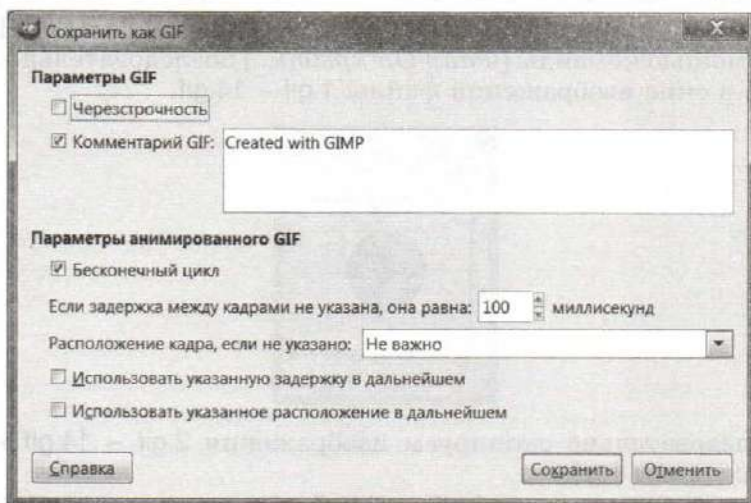 Сохранить как GIF
Параметры GIF
Черезстрочность
Комментарий GIF: Created with GIMP
Параметры анимированного GIF
Бесконечный цикл
Если задержка между кадрами не указана, она равна: 100 миллисекунд
Расположение кадра, если не указано: Не важно
Использовать указанную задержку в дальнейшем
Использовать указанное расположение в дальнейшем
Справка Сохранить Отменить